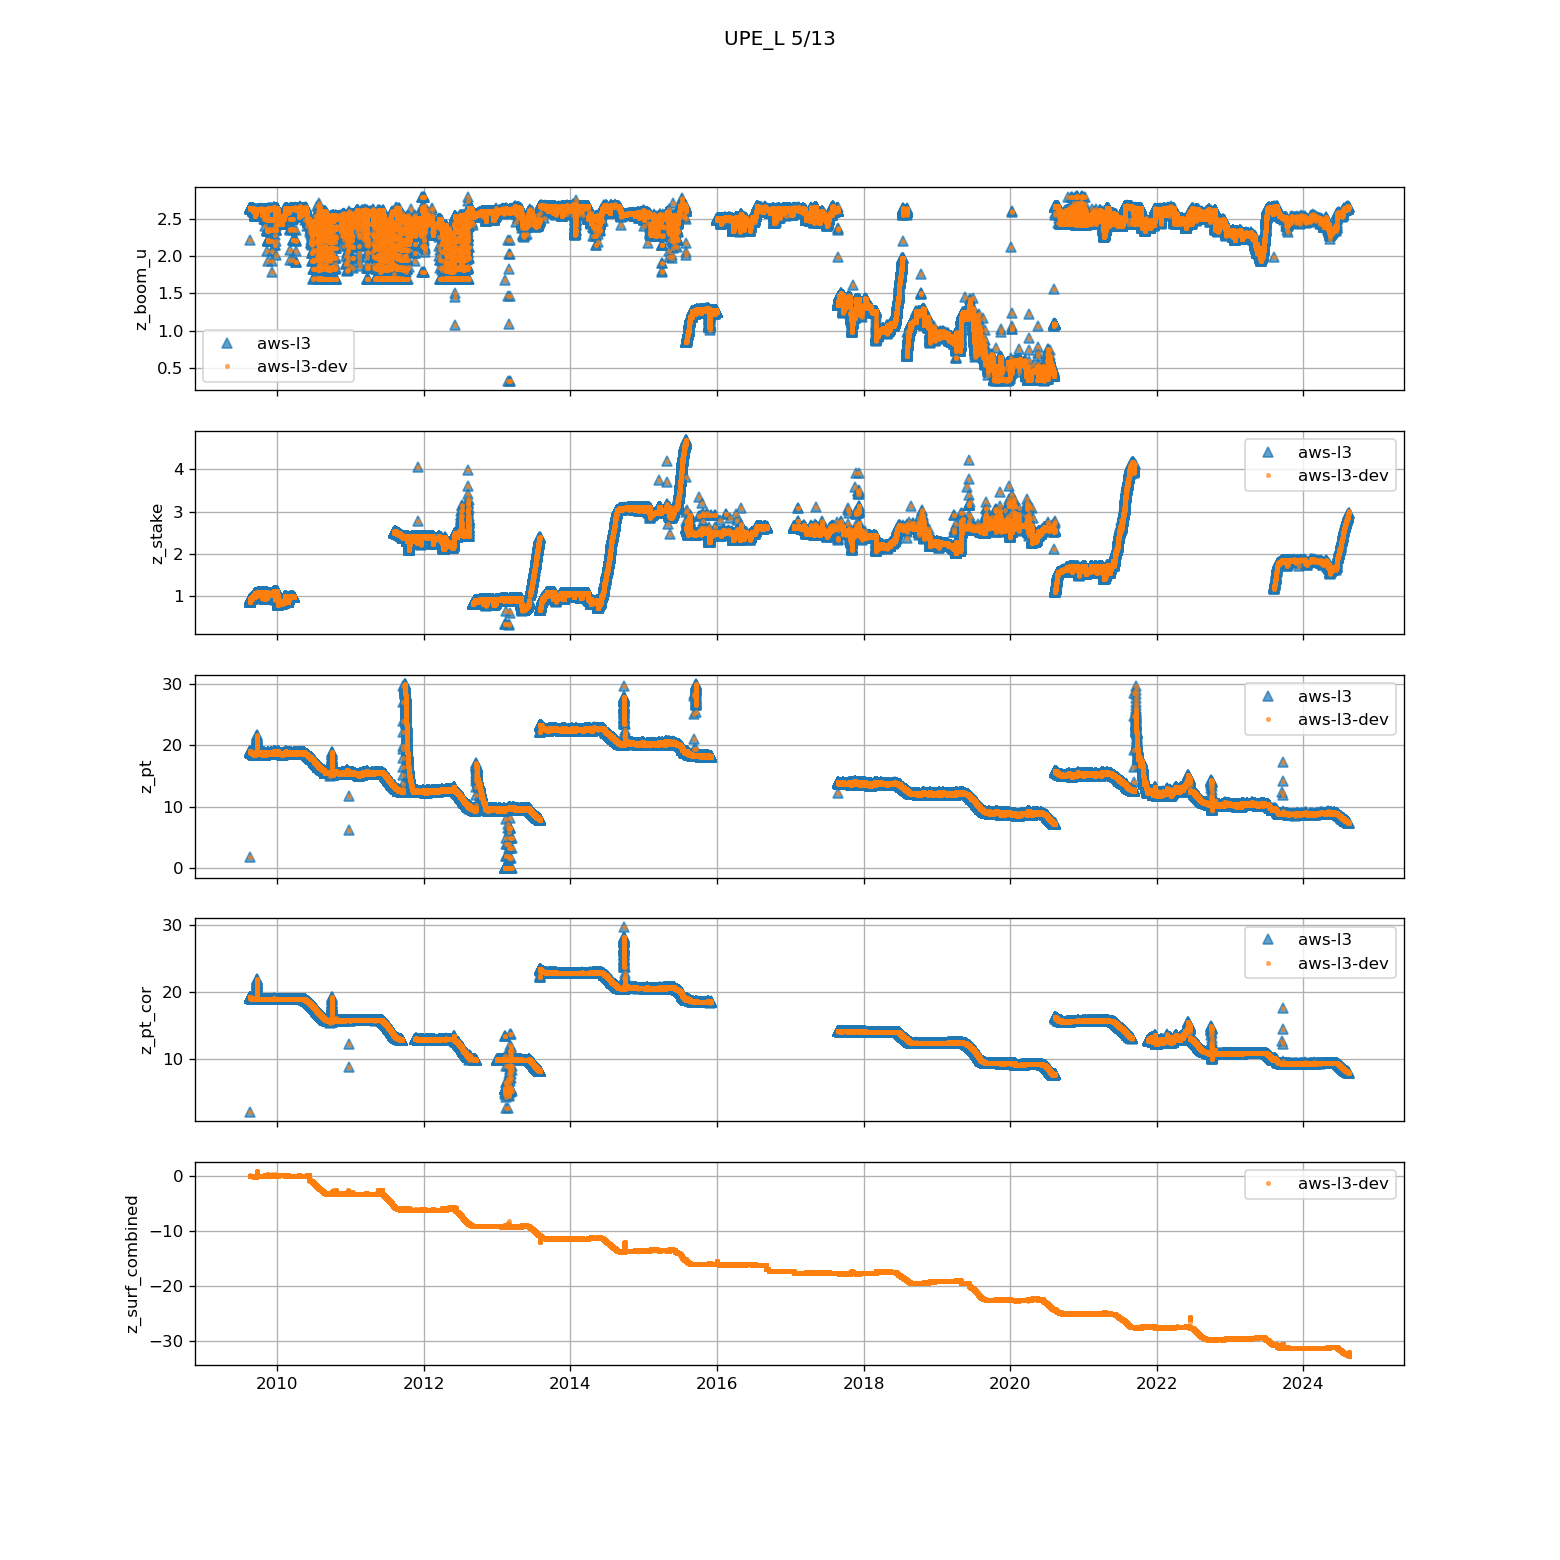 UPE_L 5/13
z_boom_u
2.5
2.0
1.5
1.0
0.5
aws-l3
aws-l3-dev
z_stake
4
3
2
1
aws-l3
aws-l3-dev
z_pt
30
20
10
0
aws-l3
aws-l3-dev
z_pt_cor
30
20
10
aws-l3
aws-l3-dev
z_surf_combined
0
−10
−20
−30
aws-l3-dev
2010 2012 2014 2016 2018 2020 2022 2024